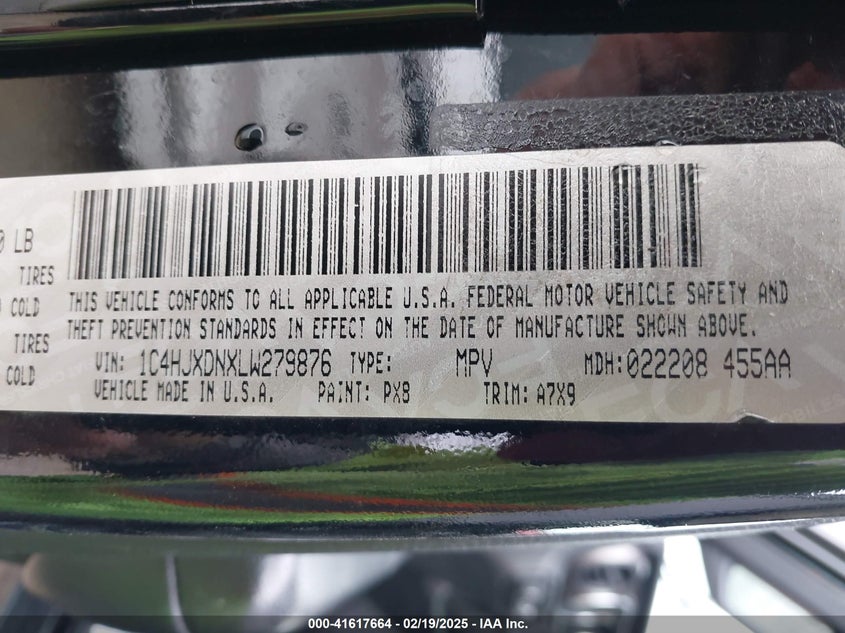 0 LB
TIRES
COLD
TIRES
COLD
THIS VEHICLE CONFORMS TO ALL APPLICABLE U.S.A. FEDERAL MOTOR VEHICLE SAFETY AND
THEFT PREVENTION STANDARDS IN EFFECT ON THE DATE OF MANUFACTURE SHOWN ABOVE.
VIN: 1C4HJXDNXLW279876 TYPE: MPV MDH:022208 455AA
VEHICLE MADE IN U.S.A. PAINT: PX8 TRIM: A7X9
000-41617664 - 02/19/2025 - IAA Inc.